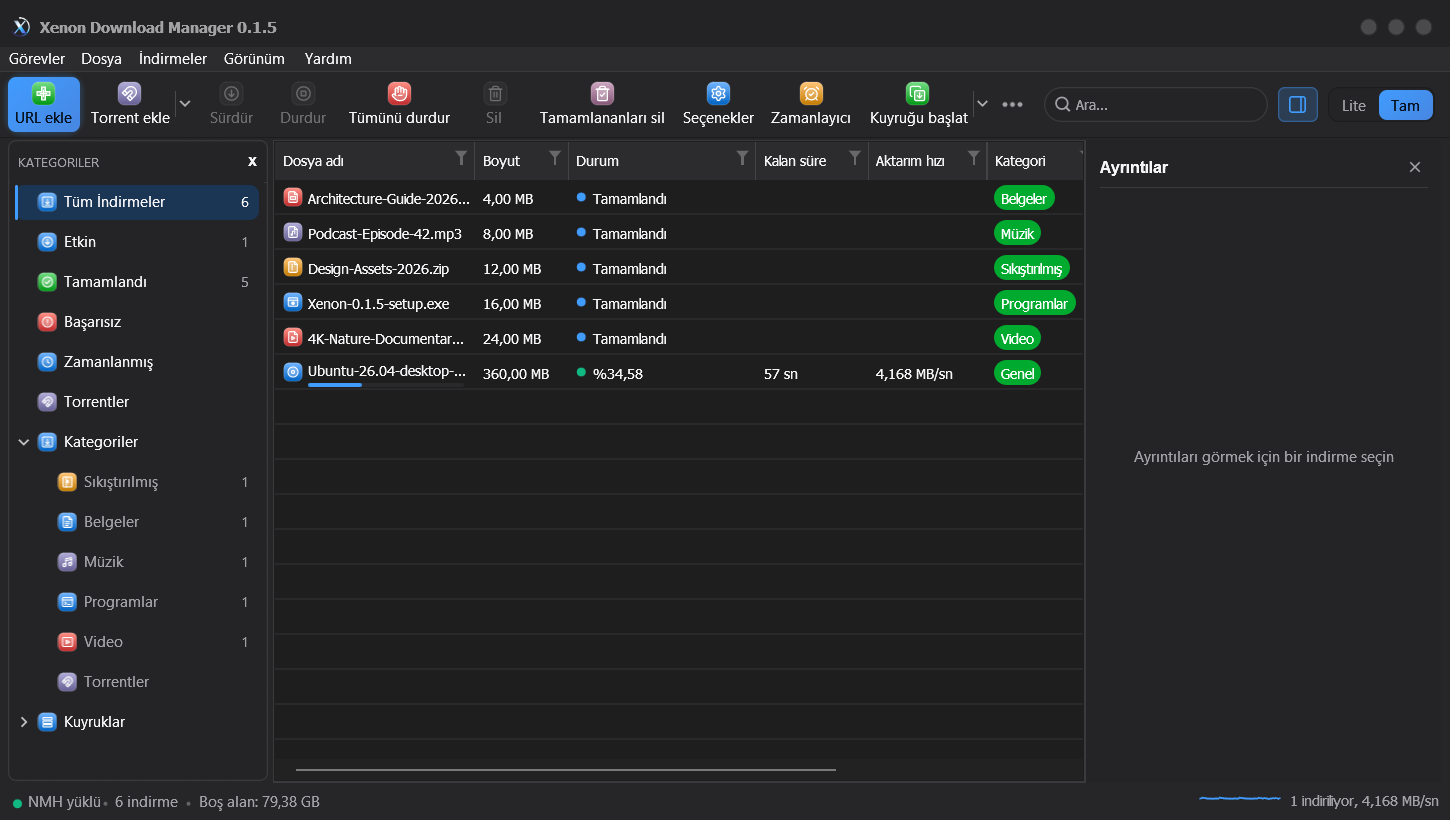 Xenon Download Manager 0.1.5
Görevler Dosya İndirmeler Görünüm Yardım
URL ekle Torrent ekle Sürdür Durdur Tümünü durdur Sil Tamamlananları sil Seçenekler Zamanlayıcı Kuyruğu başlat Ara... Lite Tam
KATEGORILER x
Tüm İndirmeler 6
Etkin 1
Tamamlandı 5
Başarısız
Zamanlanmış
Torrentler
Kategoriler
Sıkıştırılmış 1
Belgeler 1
Müzik 1
Programlar 1
Video 1
Torrentler
Kuyruklar
Dosya adı Boyut Durum Kalan süre Aktarım hızı Kategori
Architecture-Guide-2026... 4,00 MB Tamamlandı Belgeler
Podcast-Episode-42.mp3 8,00 MB Tamamlandı Müzik
Design-Assets-2026.zip 12,00 MB Tamamlandı Sıkıştırılmış
Xenon-0.1.5-setup.exe 16,00 MB Tamamlandı Programlar
4K-Nature-Documentar... 24,00 MB Tamamlandı Video
Ubuntu-26.04-desktop-... 360,00 MB %34,58 57 sn 4,168 MB/sn Genel
Ayrıntılar
Ayrıntıları görmek için bir indirme seçin
NMH yüklü • 6 indirme • Boş alan: 79,38 GB
1 indiriliyor, 4,168 MB/sn